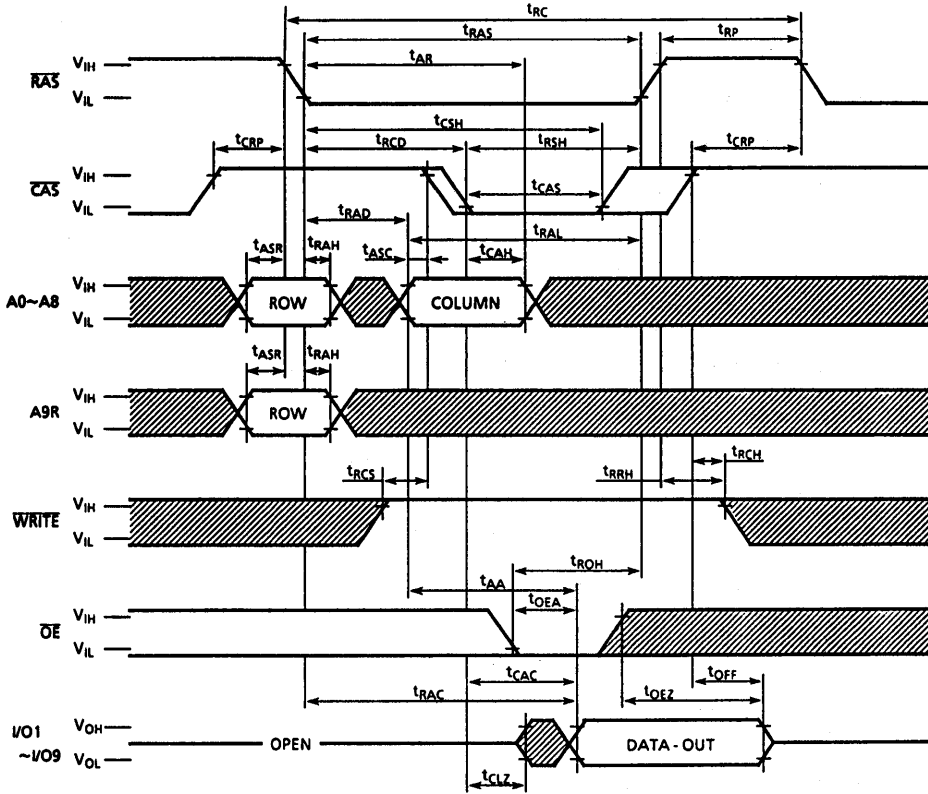 tRC
tRAS
tRP
tAR
RAS
VIH
VIL
tCSH
tCRP
tRCD
tRSH
tCRP
CAS
VIH
VIL
tCAS
tRAD
tRAL
tASR
tRAH
tASC
tCAH
A0~A8
VIH
VIL
ROW
COLUMN
tASR
tRAH
A9R
VIH
VIL
ROW
tRCS
tRRH
tRCH
WRITE
VIH
VIL
tROH
tAA
tOEA
OE
VIH
VIL
tCAC
tOFF
tRAC
tOEZ
I/O1
~I/O9
VOH
VOL
OPEN
DATA - OUT
tCLZ